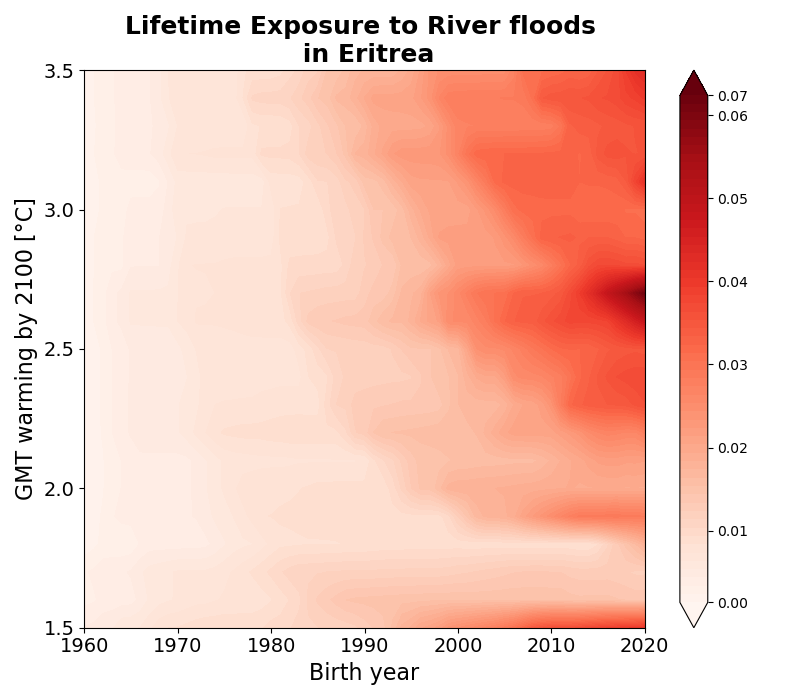 Lifetime Exposure to River floods
in Eritrea
GMT warming by 2100 [°C]
3.5
3.0
2.5
2.0
1.5
1960 1970 1980 1990 2000 2010 2020
Birth year
0.07
0.06
0.05
0.04
0.03
0.02
0.01
0.00